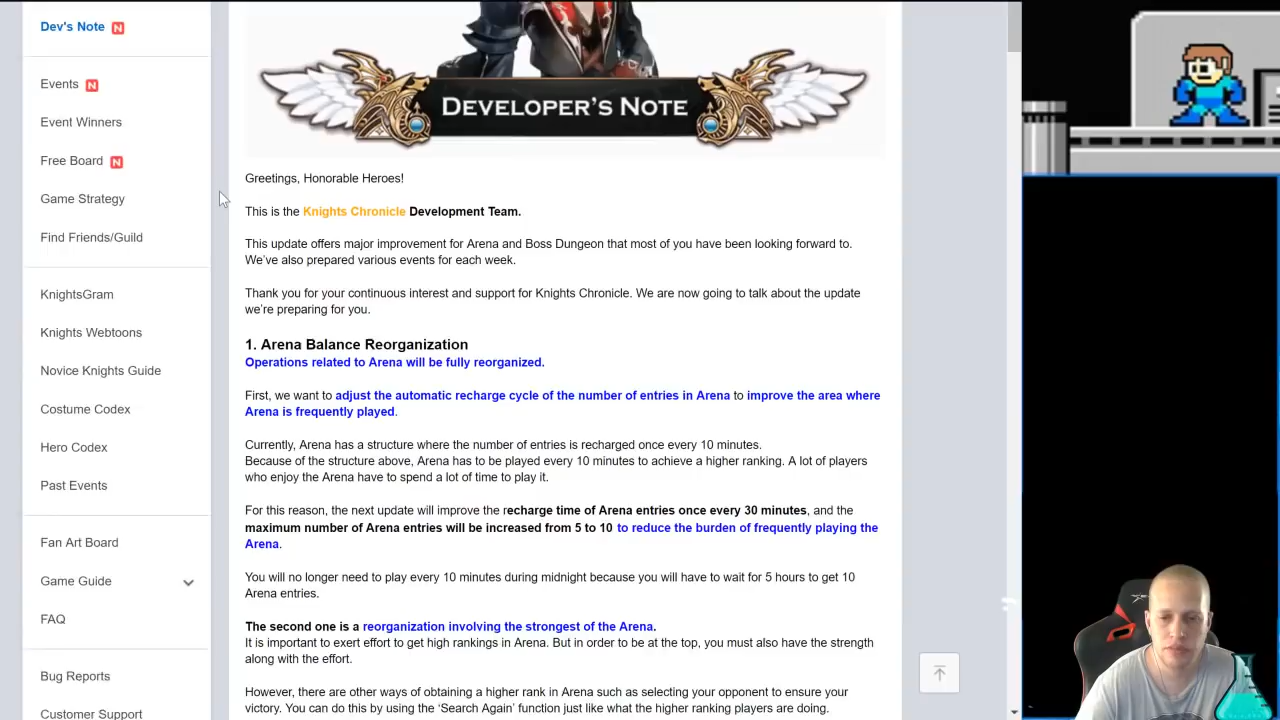 Dev's Note N
Events N
Event Winners
Free Board N
Game Strategy
Find Friends/Guild
KnightsGram
Knights Webtoons
Novice Knights Guide
Costume Codex
Hero Codex
Past Events
Fan Art Board
Game Guide
FAQ
Bug Reports
Customer Support
DEVELOPER'S NOTE
Greetings, Honorable Heroes!
This is the Knights Chronicle Development Team.
This update offers major improvement for Arena and Boss Dungeon that most of you have been looking forward to.
We've also prepared various events for each week.
Thank you for your continuous interest and support for Knights Chronicle. We are now going to talk about the update
we're preparing for you.
1. Arena Balance Reorganization
Operations related to Arena will be fully reorganized.
First, we want to adjust the automatic recharge cycle of the number of entries in Arena to improve the area where
Arena is frequently played.
Currently, Arena has a structure where the number of entries is recharged once every 10 minutes.
Because of the structure above, Arena has to be played every 10 minutes to achieve a higher ranking. A lot of players
who enjoy the Arena have to spend a lot of time to play it.
For this reason, the next update will improve the recharge time of Arena entries once every 30 minutes, and the
maximum number of Arena entries will be increased from 5 to 10 to reduce the burden of frequently playing the
Arena.
You will no longer need to play every 10 minutes during midnight because you will have to wait for 5 hours to get 10
Arena entries.
The second one is a reorganization involving the strongest of the Arena.
It is important to exert effort to get high rankings in Arena. But in order to be at the top, you must also have the strength
along with the effort.
However, there are other ways of obtaining a higher rank in Arena such as selecting your opponent to ensure your
victory. You can do this by using the ‘Search Again’ function just like what the higher ranking players are doing.